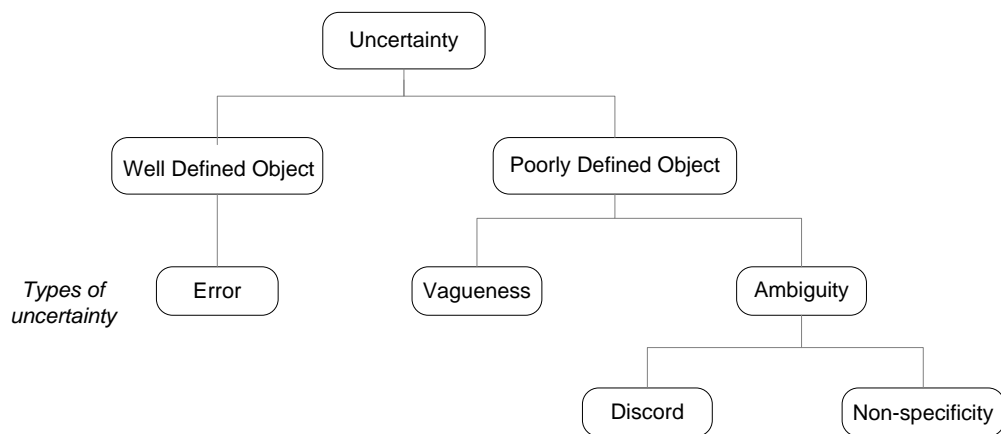 Uncertainty
Well Defined Object
Poorly Defined Object
Types of
uncertainty
Error
Vagueness
Ambiguity
Discord
Non-specificity